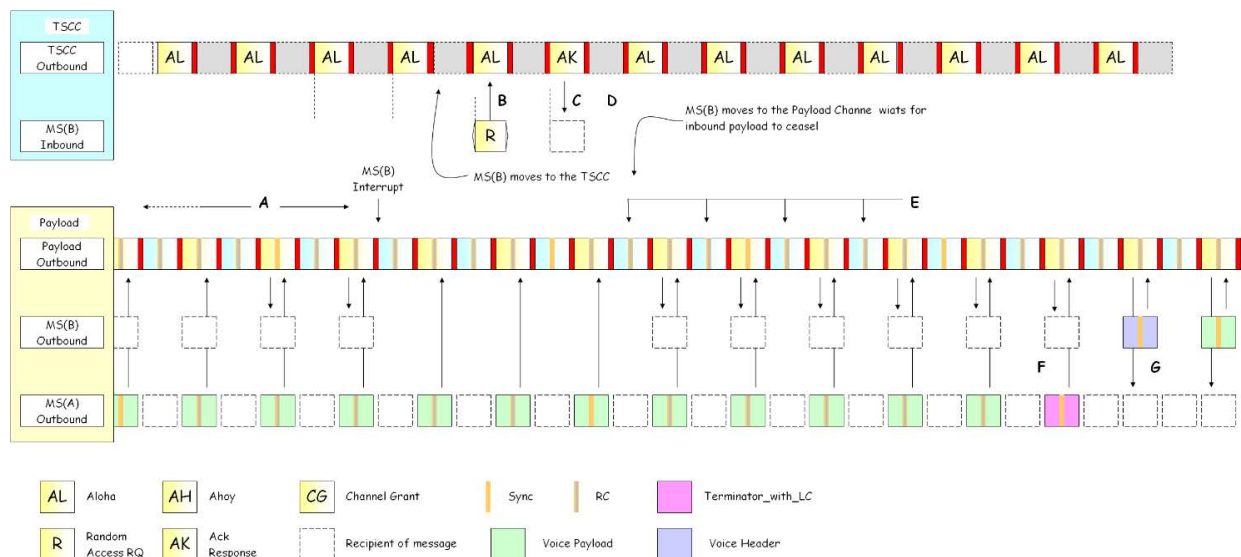 TSCC
TSCC
Outbound
AL AL AL AL AL AK AL AL AL AL AL AL AL
B C D
MS(B)
Inbound
R
MS(B) moves to the Payload Channe wiats for
inbound payload to ceasel
MS(B) moves to the TSCC
MS(B)
Interrupt
A
E
Payload
Payload
Outbound
MS(B)
Outbound
F G
MS(A)
Outbound
AL Aloha AH Ahoy CG Channel Grant Sync RC Terminator_with_LC
R Random
Access RQ
AK Ack
Response
Recipient of message Voice Payload Voice Header